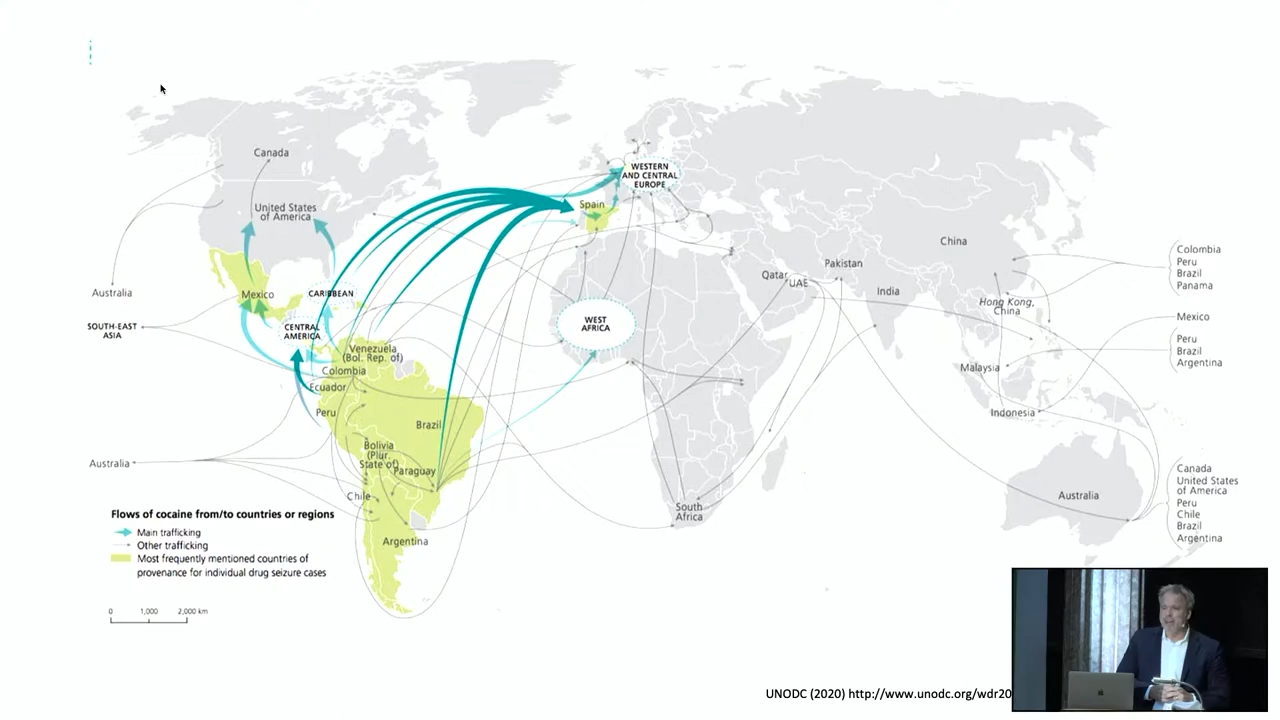 Canada
United States
of America
Australia
Mexico
CARIBBEAN
SOUTH-EAST
ASIA
CENTRAL
AMERICA
Venezuela
(Bol. Rep. of)
Colombia
Ecuador
Peru
Brazil
Bolivia
(Plur.
State of)
Paraguay
Australia
Chile
Argentina
WESTERN
AND CENTRAL
EUROPE
Spain
WEST
AFRICA
South
Africa
China
Pakistan
Qatar
UAE
India
Hong Kong,
China
Malaysia
Indonesia
Australia
Colombia
Peru
Brazil
Panama
Mexico
Peru
Brazil
Argentina
Canada
United States
of America
Peru
Chile
Brazil
Argentina
Flows of cocaine from/to countries or regions
Main trafficking
Other trafficking
Most frequently mentioned countries of
provenance for individual drug seizure cases
0 1,000 2,000 km
UNODC (2020) http://www.unodc.org/wdr20